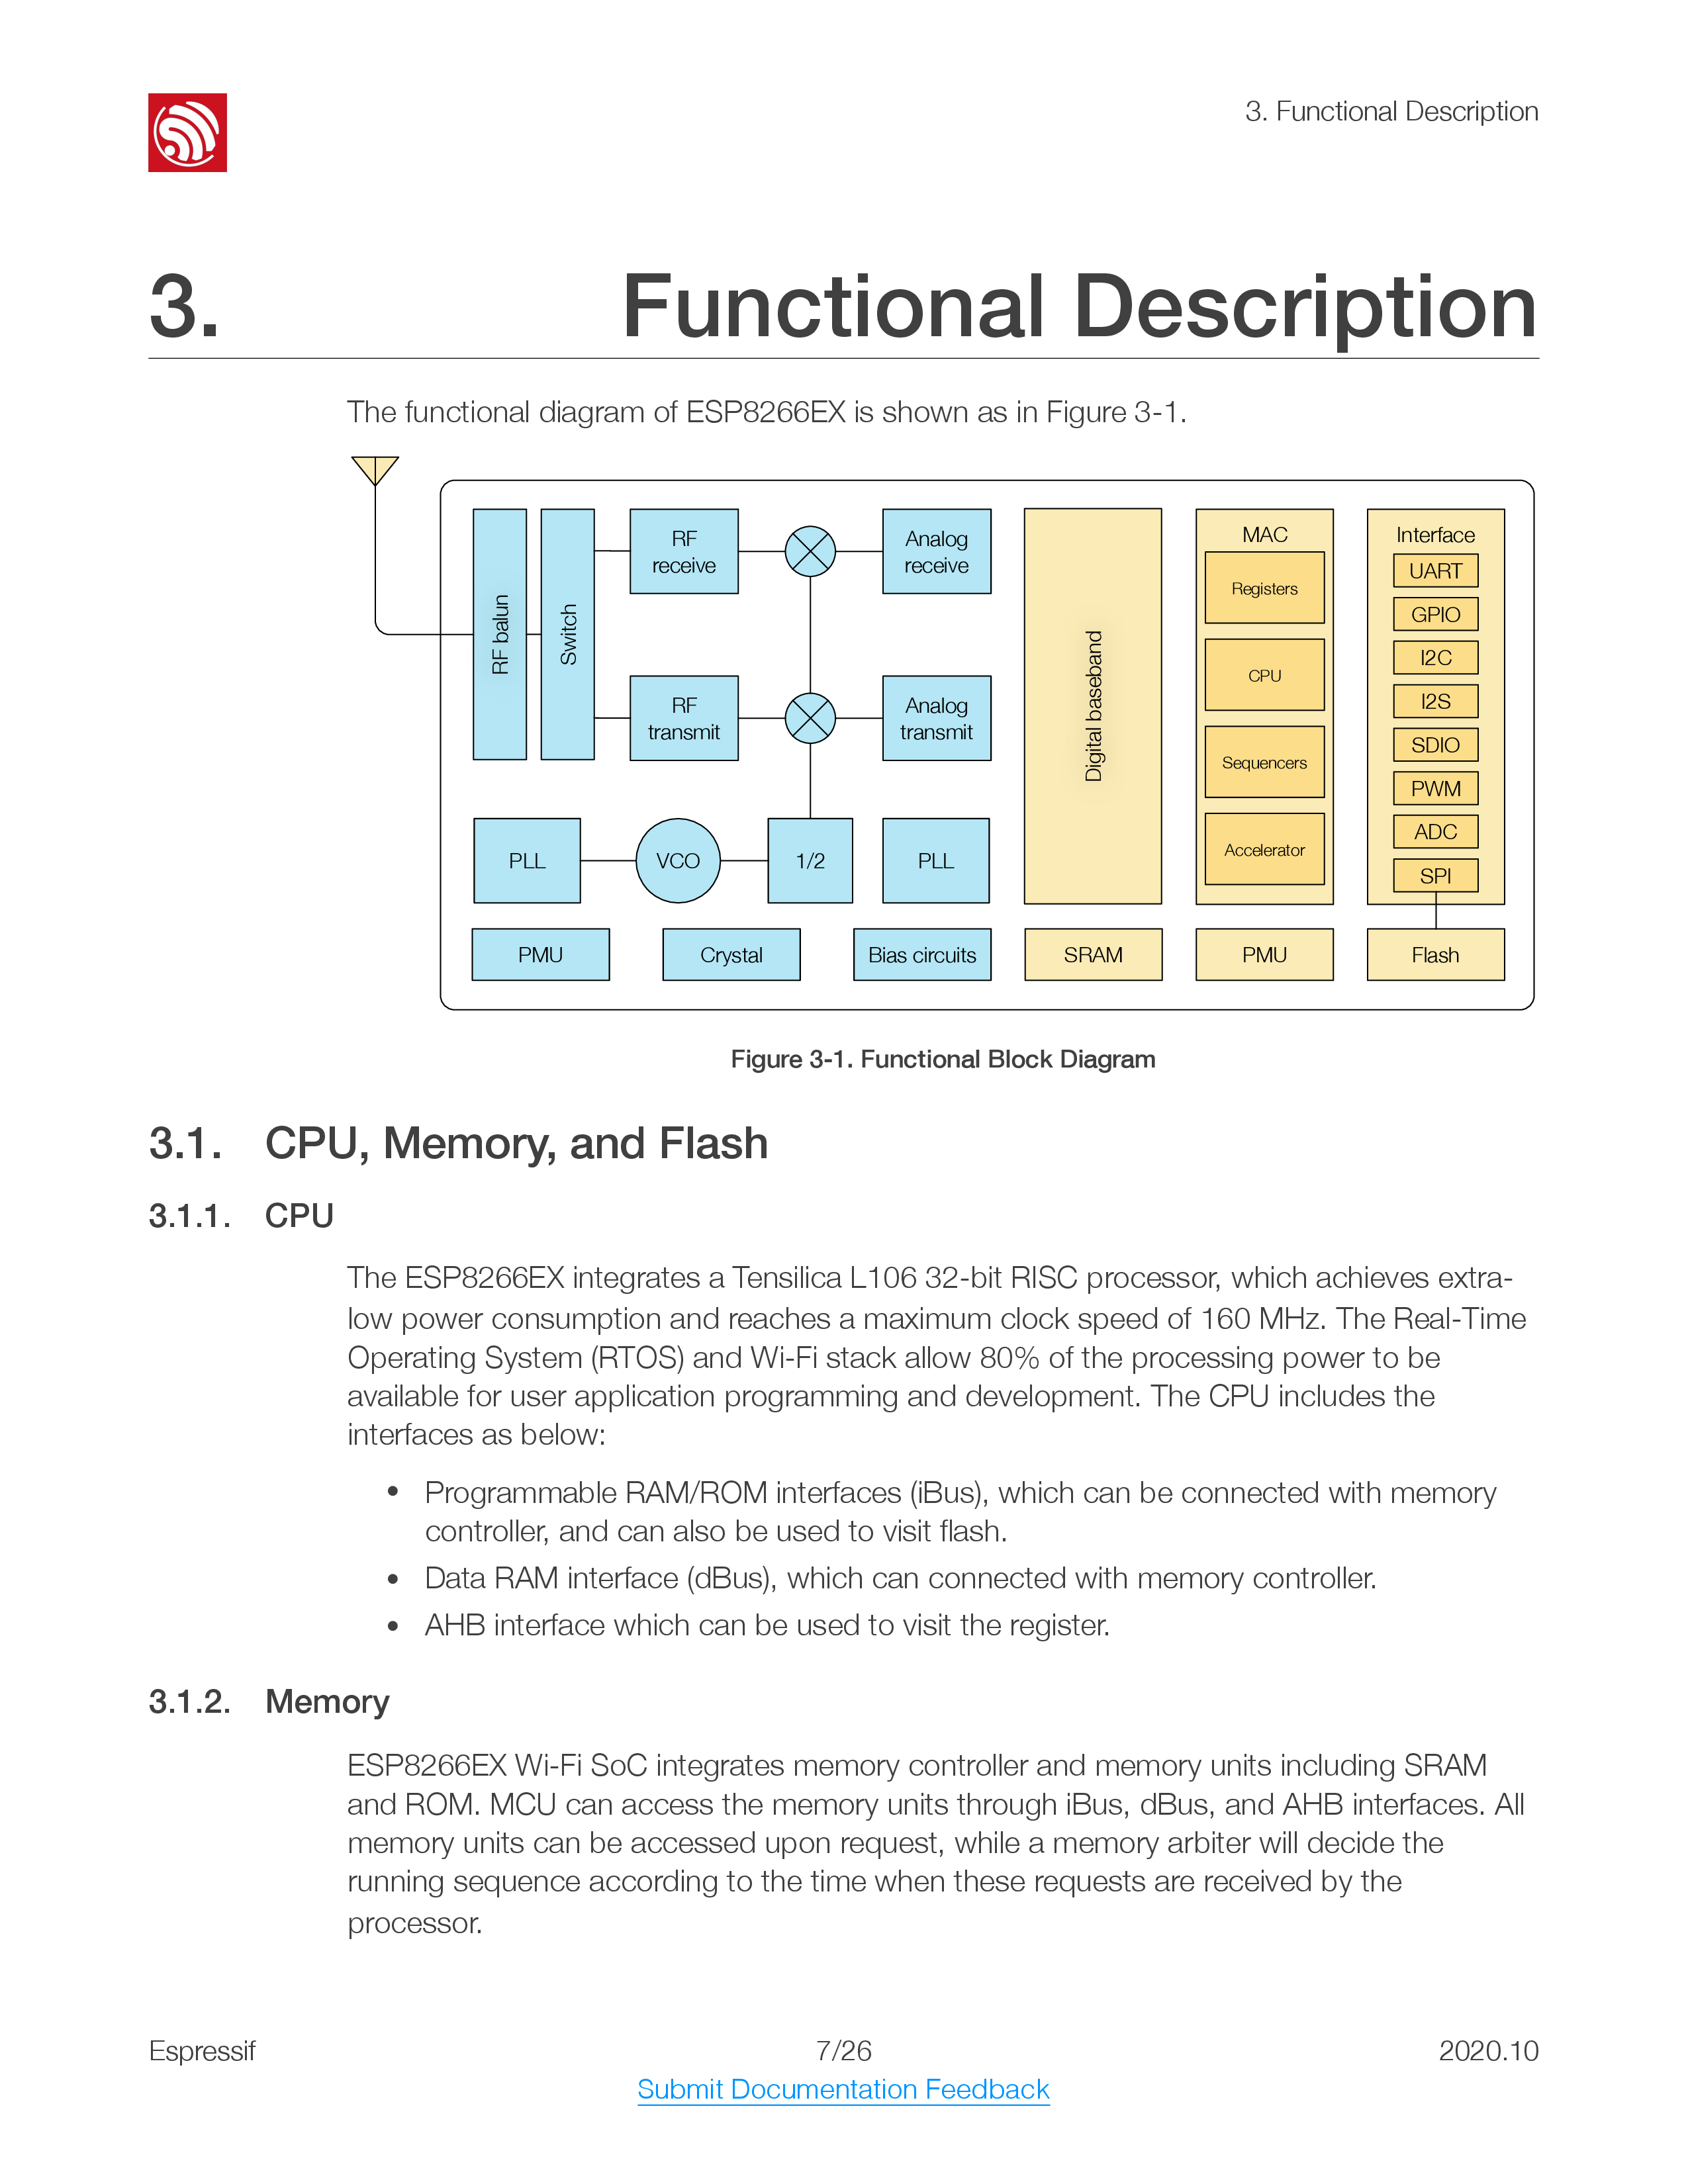 3. Functional Description
3. Functional Description
The functional diagram of ESP8266EX is shown as in Figure 3-1.
RF balun
Switch
RF
receive
Analog
receive
RF
transmit
Analog
transmit
PLL
VCO
1/2
PLL
PMU
Crystal
Bias circuits
Digital baseband
SRAM
MAC
Registers
CPU
Sequencers
Accelerator
PMU
Interface
UART
GPIO
I2C
I2S
SDIO
PWM
ADC
SPI
Flash
Figure 3-1. Functional Block Diagram
3.1. CPU, Memory, and Flash
3.1.1. CPU
The ESP8266EX integrates a Tensilica L106 32-bit RISC processor, which achieves extra-
low power consumption and reaches a maximum clock speed of 160 MHz. The Real-Time
Operating System (RTOS) and Wi-Fi stack allow 80% of the processing power to be
available for user application programming and development. The CPU includes the
interfaces as below:
• Programmable RAM/ROM interfaces (iBus), which can be connected with memory
controller, and can also be used to visit flash.
• Data RAM interface (dBus), which can connected with memory controller.
• AHB interface which can be used to visit the register.
3.1.2. Memory
ESP8266EX Wi-Fi SoC integrates memory controller and memory units including SRAM
and ROM. MCU can access the memory units through iBus, dBus, and AHB interfaces. All
memory units can be accessed upon request, while a memory arbiter will decide the
running sequence according to the time when these requests are received by the
processor.
Espressif 7/26 2020.10
Submit Documentation Feedback